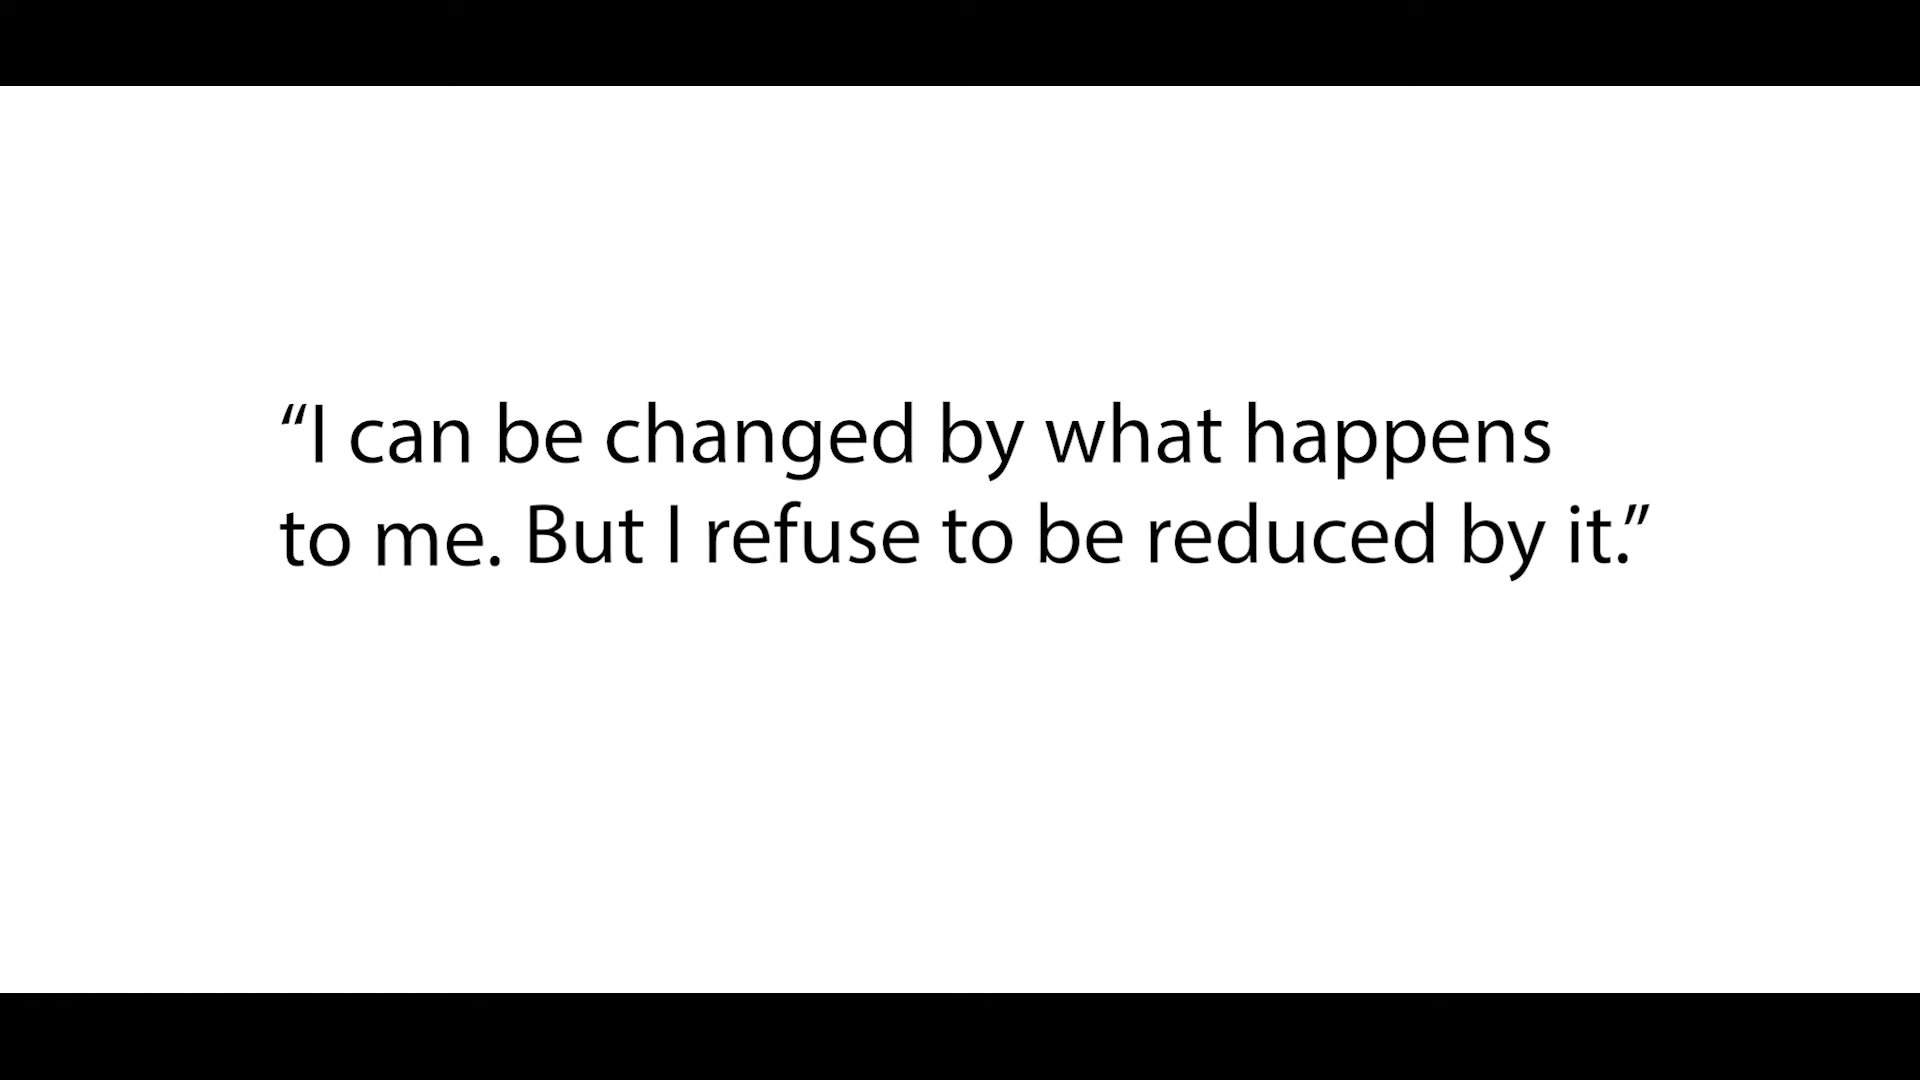 “I can be changed by what happens
to me. But I refuse to be reduced by it.”